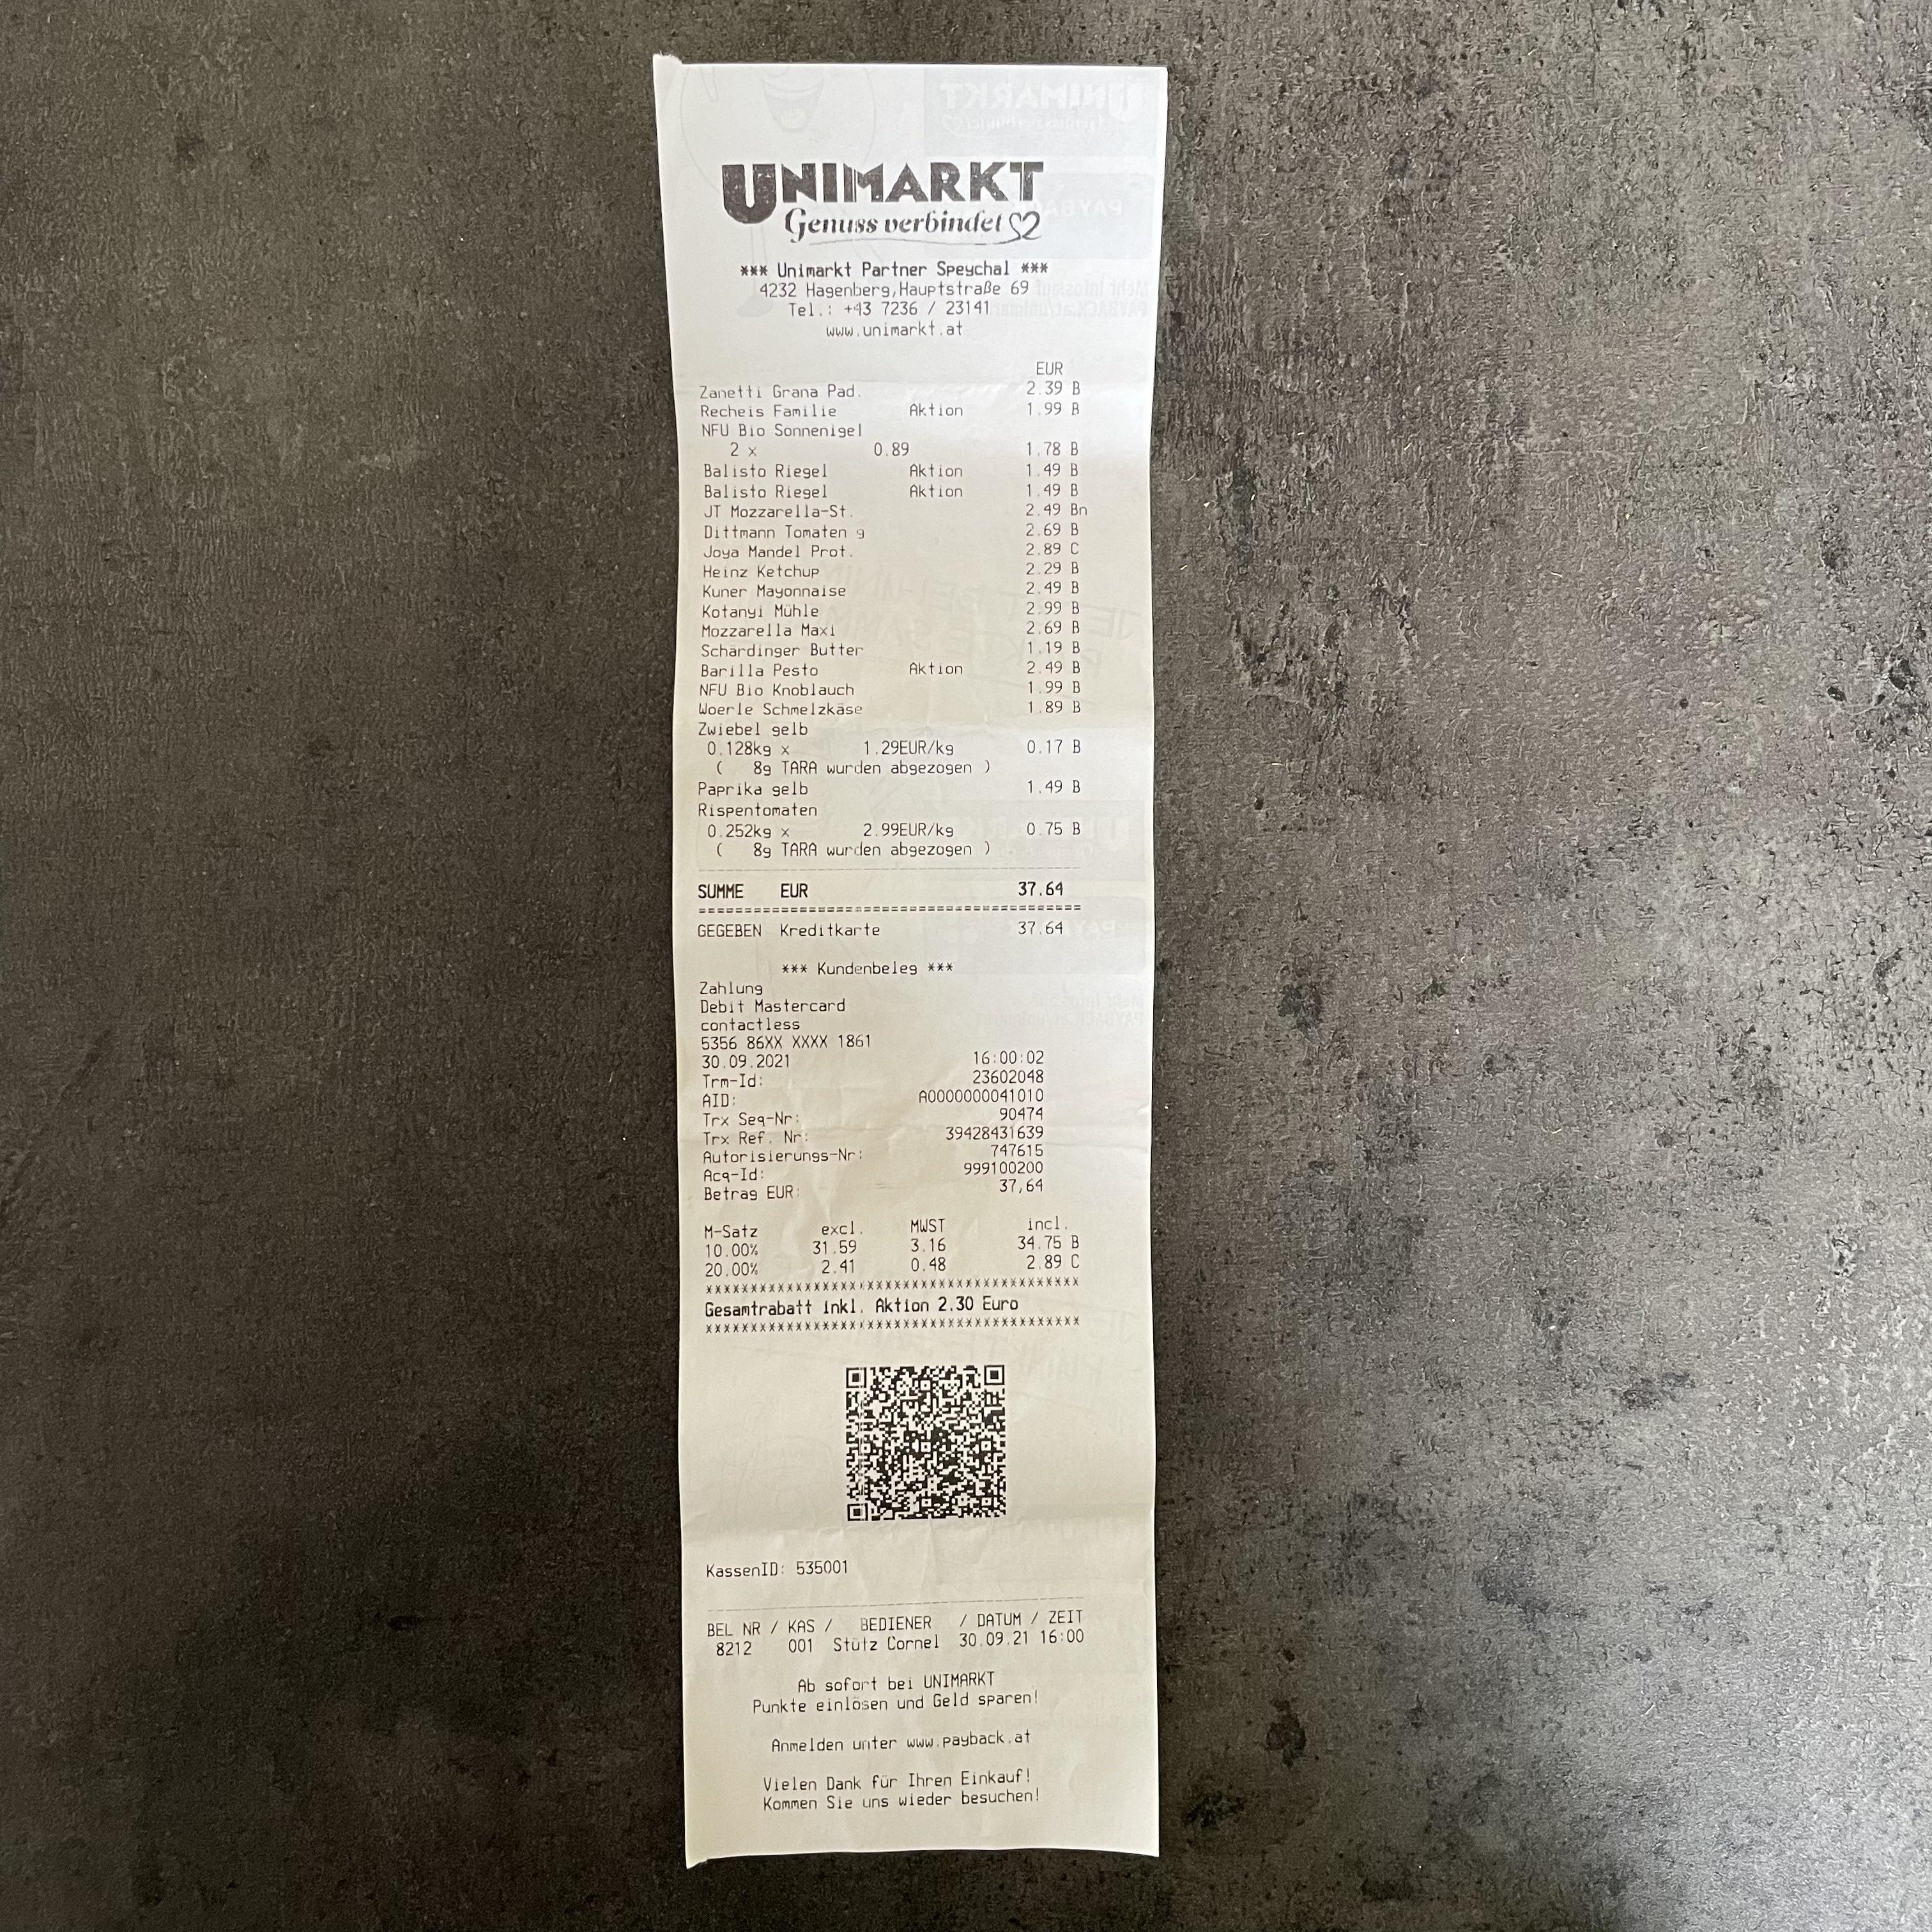 UNIMARKT
Genuss verbindet
*** Unimarkt Partner Speychal ***
4232 Hagenberg,Hauptstraße 69
Tel.: +43 7236 / 23141
www.unimarkt.at
EUR
Zanetti Grana Pad. 2.39 B
Recheis Familie Aktion 1.99 B
NFU Bio Sonnenigel
2 x 0.89 1.78 B
Balisto Riegel Aktion 1.49 B
Balisto Riegel Aktion 1.49 B
JT Mozzarella-St. 2.49 Bn
Dittmann Tomaten g 2.69 B
Joya Mandel Prot. 2.89 C
Heinz Ketchup 2.29 B
Kuner Mayonnaise 2.49 B
Kotanyi Mühle 2.99 B
Mozzarella Maxi 2.69 B
Schärdinger Butter 1.19 B
Barilla Pesto Aktion 2.49 B
NFU Bio Knoblauch 1.99 B
Woerle Schmelzkäse 1.89 B
Zwiebel gelb
0.128kg x 1.29EUR/kg 0.17 B
( 8g TARA wurden abgezogen )
Paprika gelb 1.49 B
Rispentomaten
0.252kg x 2.99EUR/kg 0.75 B
( 8g TARA wurden abgezogen )
SUMME EUR 37.64
=========================================
GEGEBEN Kreditkarte 37.64
*** Kundenbeleg ***
Zahlung
Debit Mastercard
contactless
5356 86XX XXXX 1861
30.09.2021 16:00:02
Trm-Id: 23602048
AID: A0000000041010
Trx Seq-Nr: 90474
Trx Ref. Nr: 39428431639
Autorisierungs-Nr: 747615
Acq-Id: 999100200
Betrag EUR: 37,64
M-Satz excl. MWST incl.
10.00% 31.59 3.16 34.75 B
20.00% 2.41 0.48 2.89 C
Gesamtrabatt inkl. Aktion 2.30 Euro
KassenID: 535001
BEL NR / KAS / BEDIENER / DATUM / ZEIT
8212 001 Stütz Cornel 30.09.21 16:00
Ab sofort bei UNIMARKT
Punkte einlösen und Geld sparen!
Anmelden unter www.payback.at
Vielen Dank für Ihren Einkauf!
Kommen Sie uns wieder besuchen!